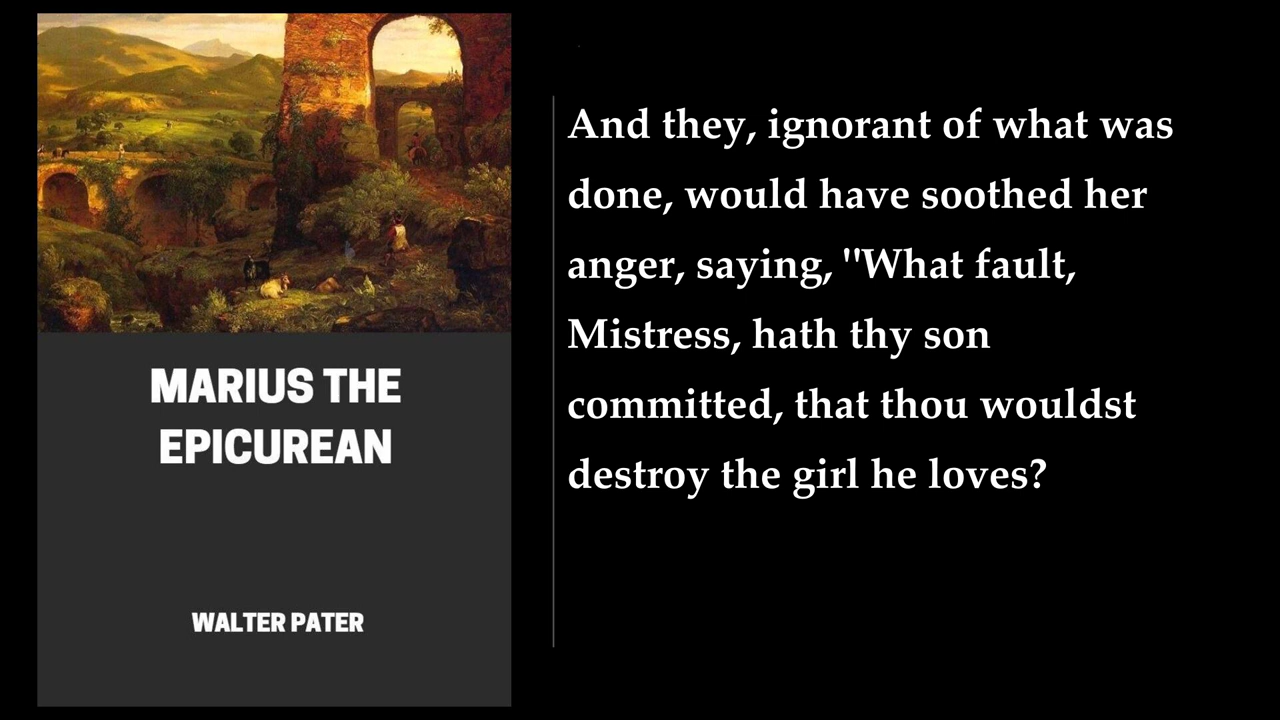 MARIUS THE
EPICUREAN
WALTER PATER
And they, ignorant of what was
done, would have soothed her
anger, saying, "What fault,
Mistress, hath thy son
committed, that thou wouldst
destroy the girl he loves?